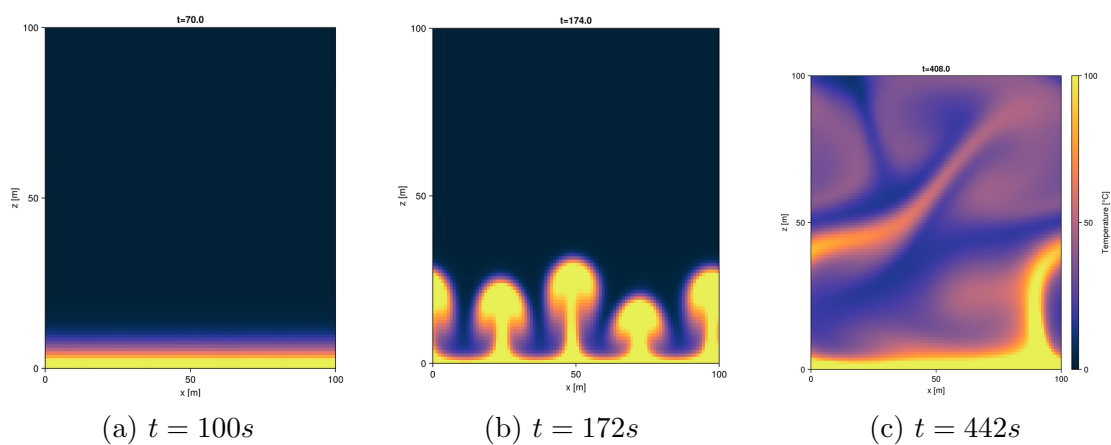 t=70.0
100
z [m]
50
0
0 50 100
x [m]
(a) t = 100s
t=174.0
100
z [m]
50
0
0 50 100
x [m]
(b) t = 172s
t=408.0
100
z [m]
50
0
0 50 100
x [m]
100
Temperature [°C]
50
0
(c) t = 442s